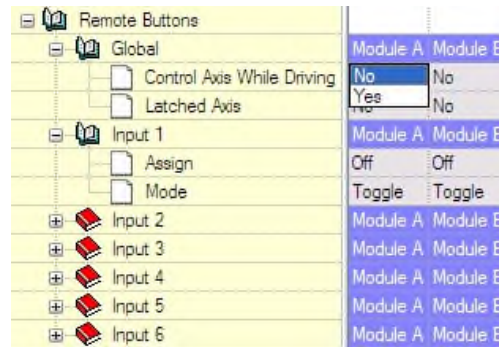 Remote Buttons
Global Module A Module B
Control Axis While Driving No No
Yes
Latched Axis No No
Input 1 Module A Module B
Assign Off Off
Mode Toggle Toggle
Input 2 Module A Module B
Input 3 Module A Module B
Input 4 Module A Module B
Input 5 Module A Module B
Input 6 Module A Module B